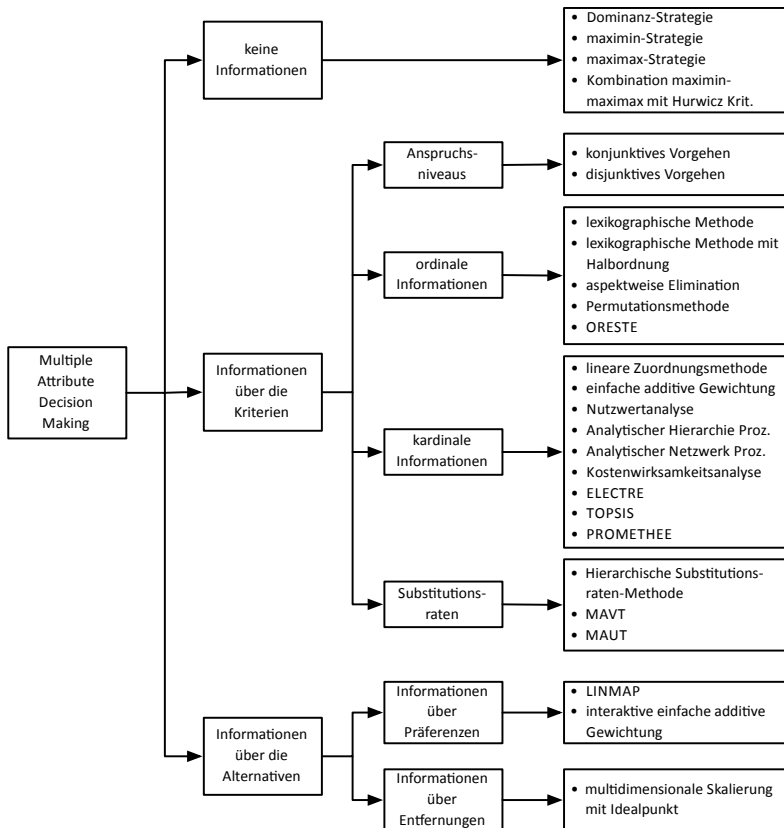 keine
Informationen
• Dominanz-Strategie
• maximin-Strategie
• maximax-Strategie
• Kombination maximin-
maximax mit Hurwicz Krit.
Anspruchs-
niveaus
• konjunktives Vorgehen
• disjunktives Vorgehen
ordinale
Informationen
• lexikographische Methode
• lexikographische Methode mit
Halbordnung
• aspektweise Elimination
• Permutationsmethode
• ORESTE
Multiple
Attribute
Decision
Making
Informationen
über die
Kriterien
kardinale
Informationen
• lineare Zuordnungsmethode
• einfache additive Gewichtung
• Nutzwertanalyse
• Analytischer Hierarchie Proz.
• Analytischer Netzwerk Proz.
• Kostenwirksamkeitsanalyse
• ELECTRE
• TOPSIS
• PROMETHEE
Substitutions-
raten
• Hierarchische Substitutions-
raten-Methode
• MAVT
• MAUT
Informationen
über die
Alternativen
Informationen
über
Präferenzen
• LINMAP
• interaktive einfache additive
Gewichtung
Informationen
über
Entfernungen
• multidimensionale Skalierung
mit Idealpunkt